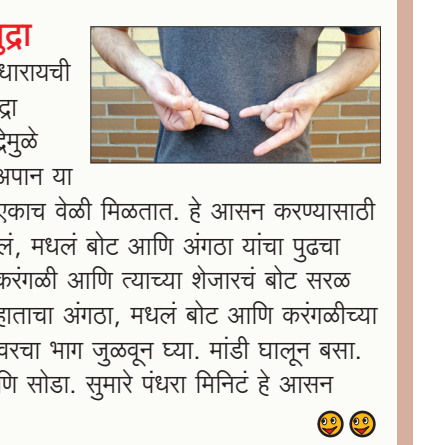 मुद्रा
धारायची
द्रा
द्रेमुळे
अपान या
एकाच वेळी मिळतात. हे आसन करण्यासाठी
लं, मधलं बोट आणि अंगठा यांचा पुढचा
करंगळी आणि त्याच्या शेजारचं बोट सरळ
हाताचा अंगठा, मधलं बोट आणि करंगळीच्या
वरचा भाग जुळवून घ्या. मांडी घालून बसा.
णि सोडा. सुमारे पंधरा मिनिटं हे आसन